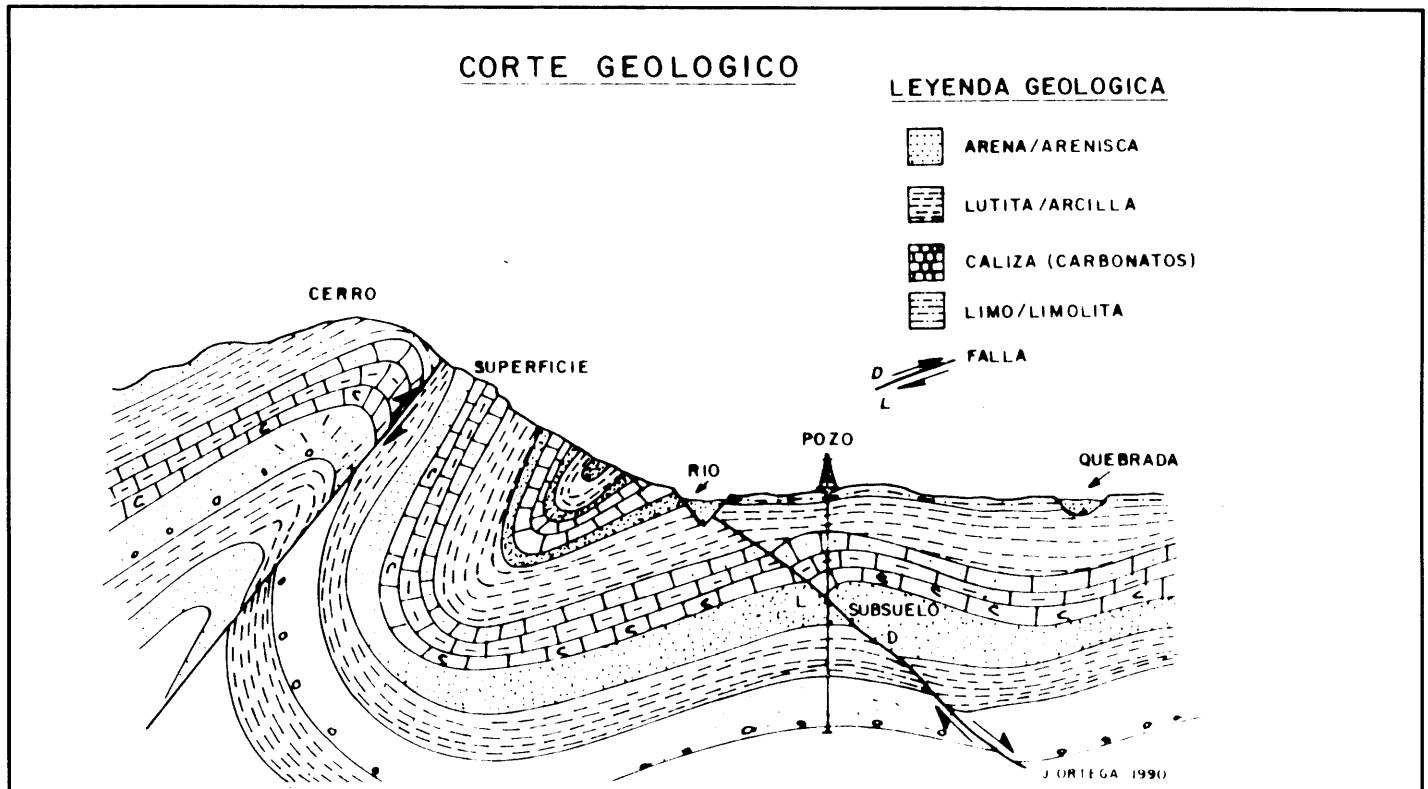 CORTE GEOLOGICO
LEYENDA GEOLOGICA
ARENA/ARENISCA
LUTITA/ARCILLA
CALIZA (CARBONATOS)
LIMO/LIMOLITA
D
FALLA
L
CERRO
SUPERFICIE
RIO
POZO
QUEBRADA
L
SUBSUELO
D
J ORTEGA 1990